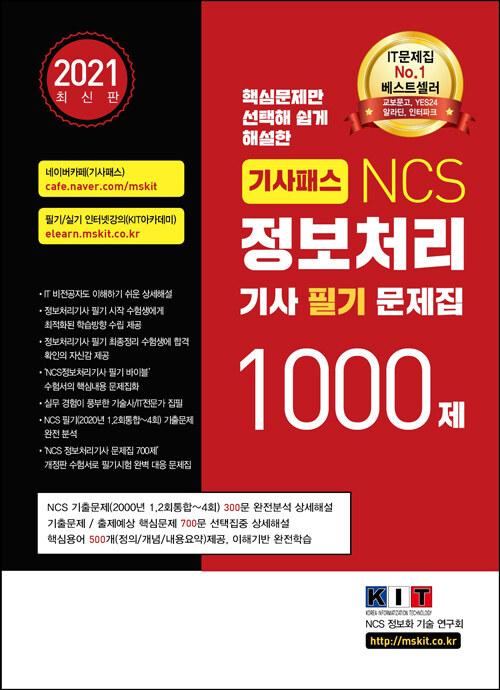 2021
최 신 판
IT문제집
No.1
베스트셀러
교보문고, YES24
알라딘, 인터파크
핵심문제만
선택해 쉽게
해설한
네이버카페(기사패스)
cafe.naver.com/mskit
필기/실기 인터넷강의(KIT아카데미)
elearn.mskit.co.kr
기사패스 NCS
정보처리
기사 필기 문제집
1000제
• IT 비전공자도 이해하기 쉬운 상세해설
• 정보처리기사 필기 시작 수험생에게
최적화된 학습방향 수립 제공
• 정보처리기사 필기 최종정리 수험생에 합격
확인의 자신감 제공
• 'NCS정보처리기사 필기 바이블'
수험서의 핵심내용 문제집화
• 실무 경험이 풍부한 기술사/IT전문가 집필
• NCS 필기(2020년 1,2회통합~4회) 기출문제
완전 분석
• 'NCS 정보처리기사 문제집 700제'
개정판 수험서로 필기시험 완벽 대응 문제집
NCS 기출문제(2000년 1,2회통합~4회) 300문 완전분석 상세해설
기출문제 / 출제예상 핵심문제 700문 선택집중 상세해설
핵심용어 500개(정의/개념/내용요약)제공, 이해기반 완전학습
KIT
KOREA INFORMATIZATION TECHNOLOGY
NCS 정보화 기술 연구회
http://mskit.co.kr